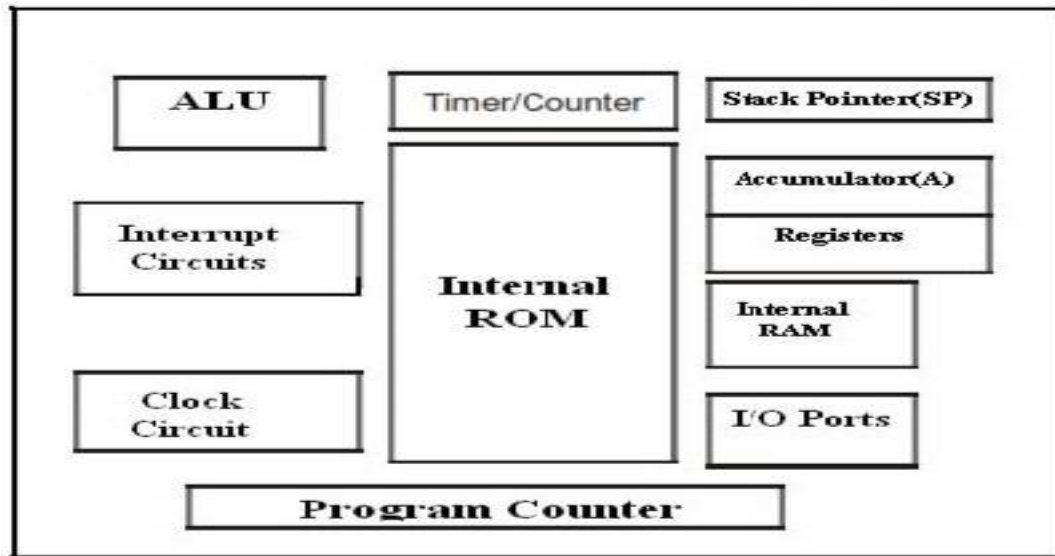 ALU
Timer/Counter
Stack Pointer(SP)
Accumulator(A)
Registers
Interrupt
Circuits
Internal
ROM
Internal
RAM
Clock
Circuit
I/O Ports
Program Counter